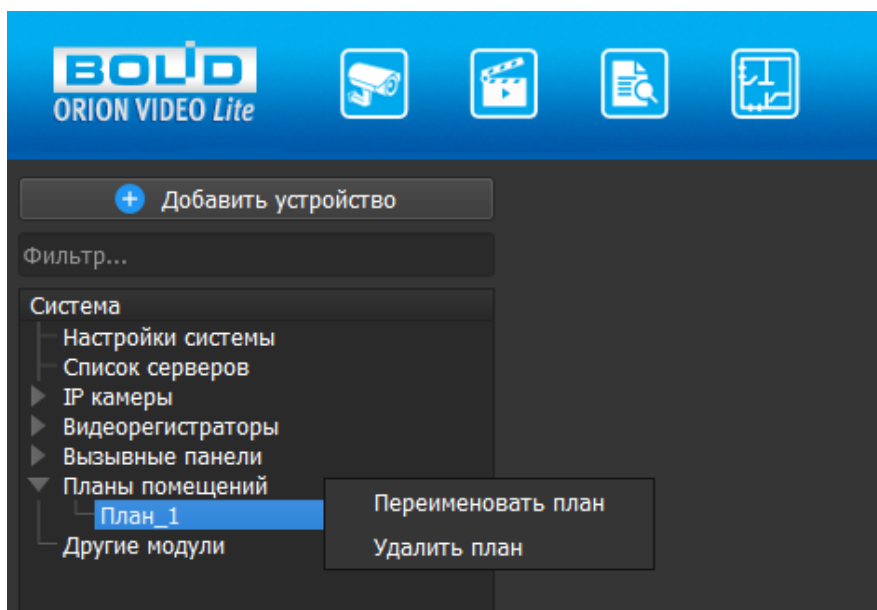 BOLID
ORION VIDEO Lite
Добавить устройство
Фильтр...
Система
Настройки системы
Список серверов
IP камеры
Видеорегистраторы
Вызывные панели
Планы помещений
План_1
Переименовать план
Удалить план
Другие модули